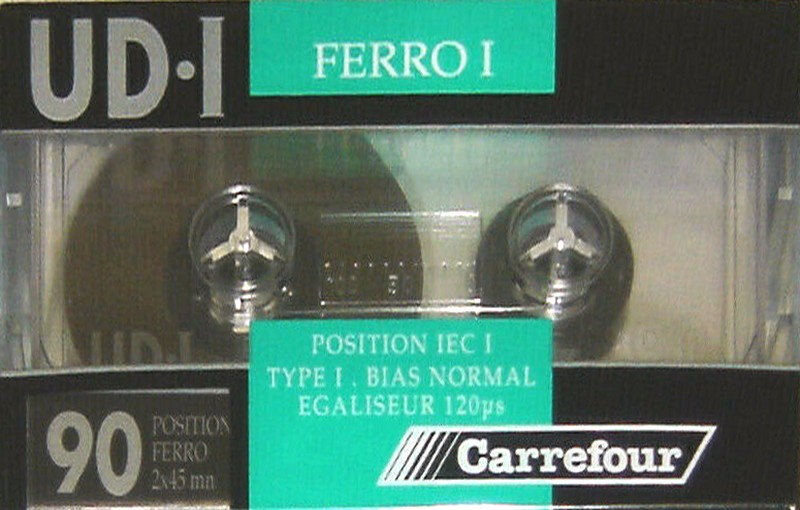 UD·I
FERRO I
POSITION IEC I
TYPE I . BIAS NORMAL
EGALISEUR 120µs
90
POSITION
FERRO
2x45 mn
Carrefour